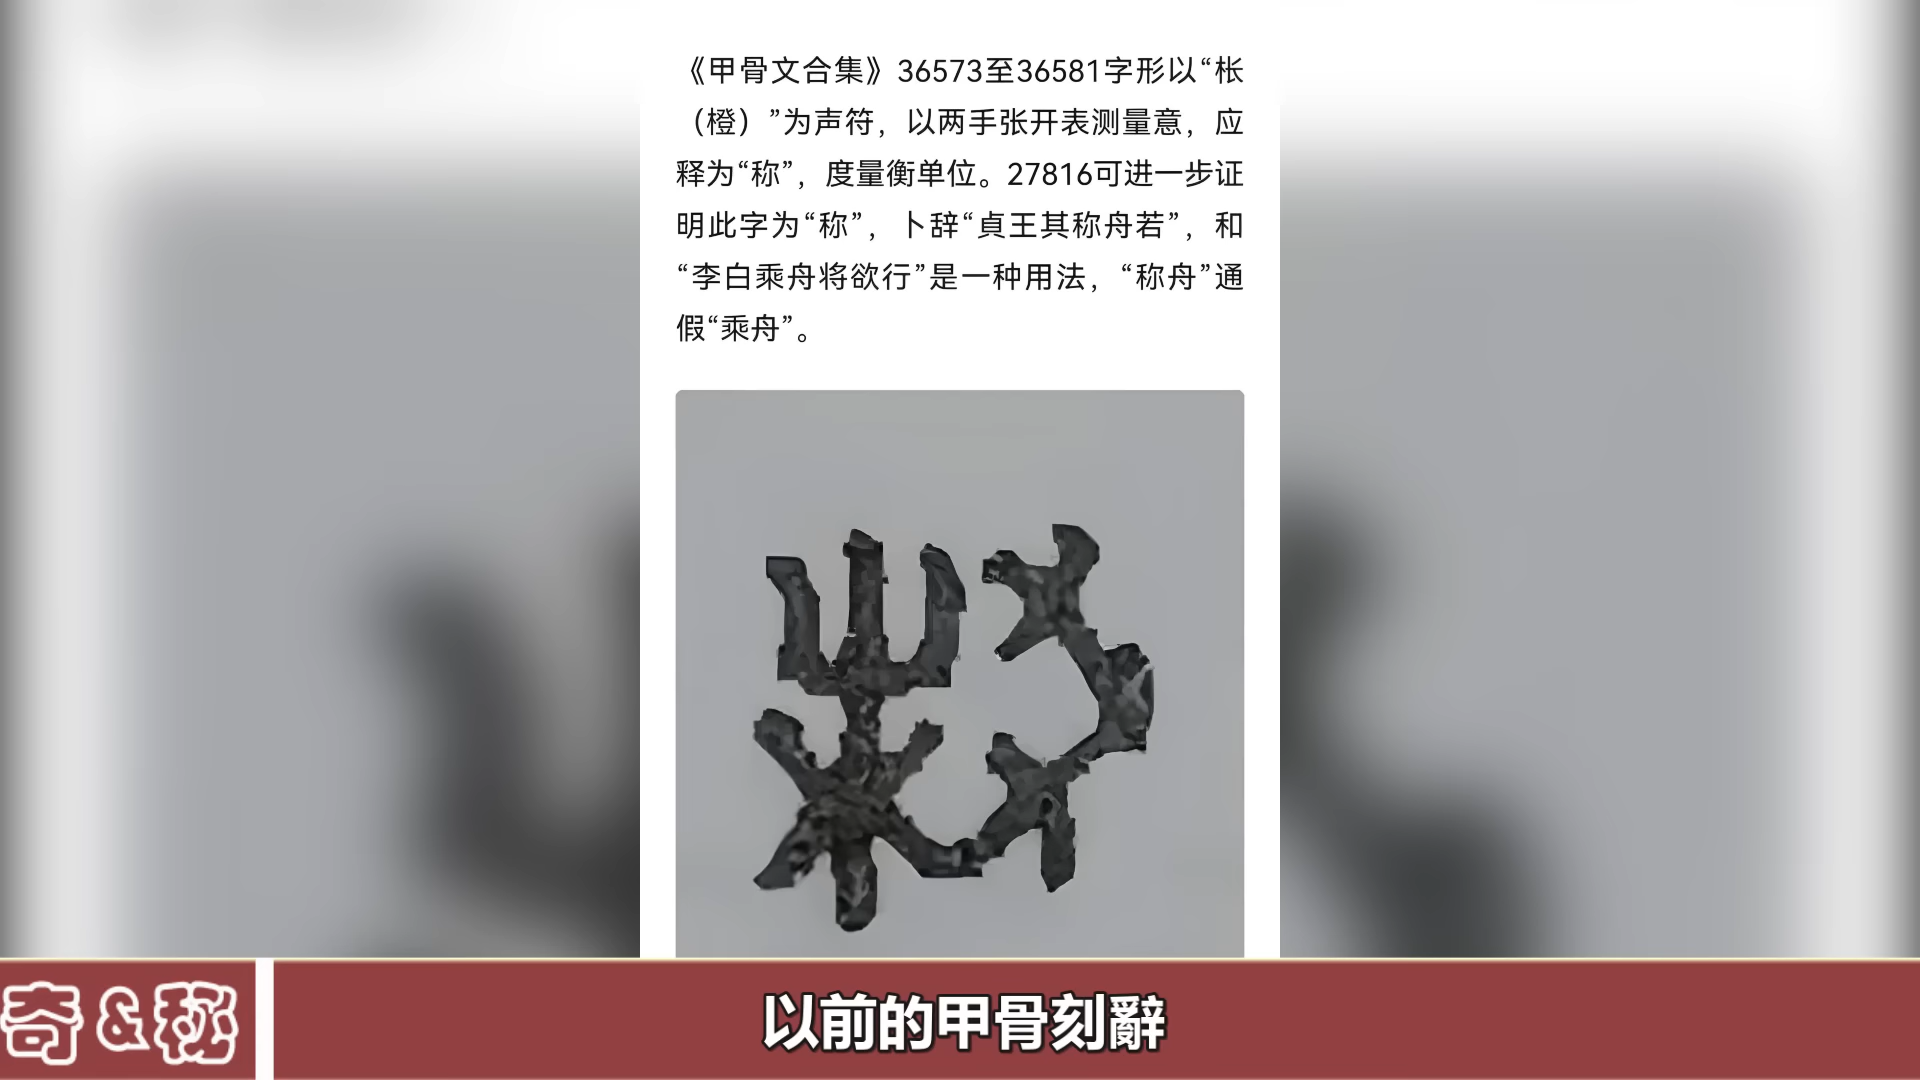 《甲骨文合集》36573至36581字形以“枨
（橙）”为声符，以两手张开表测量意，应
释为“称”，度量衡单位。27816可进一步证
明此字为“称”，卜辞“貞王其称舟若”，和
“李白乘舟将欲行”是一种用法，“称舟”通
假“乘舟”。
奇&秘
以前的甲骨刻辭